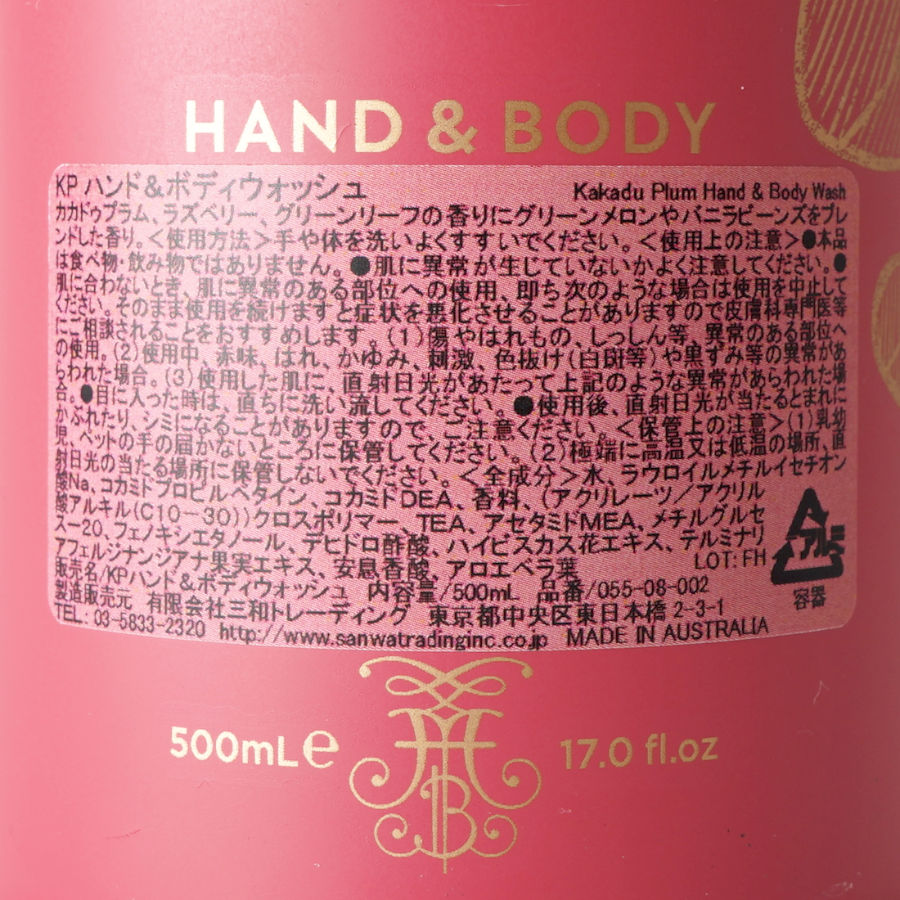 HAND & BODY
KP ハンド＆ボディウォッシュ Kakadu Plum Hand & Body Wash
カカドゥプラム、ラズベリー、グリーンリーフの香りにグリーンメロンやバニラビーンズをブレ
ンドした香り。＜使用方法＞手や体を洗いよくすすいでください。＜使用上の注意＞●本品
は食べ物・飲み物ではありません。●肌に異常が生じていないかよく注意してください。●
肌に合わないとき、肌に異常のある部位への使用、即ち次のような場合は使用を中止して
ください。そのまま使用を続けますと症状を悪化させることがありますので皮膚科専門医等
にご相談されることをおすすめします。(1)傷やはれもの、しっしん等、異常のある部位へ
の使用。(2)使用中、赤味、はれ、かゆみ、刺激、色抜け(白斑等)や黒ずみ等の異常があ
らわれた場合。(3)使用した肌に、直射日光があたって上記のような異常があらわれた場
合。●目に入った時は、直ちに洗い流してください。●使用後、直射日光が当たるとまれに
かぶれたり、シミになることがありますので、ご注意ください。＜保管上の注意＞(1)乳幼
児、ペットの手の届かないところに保管してください。(2)極端に高温又は低温の場所、直
射日光の当たる場所に保管しないでください。＜全成分＞水、ラウロイルメチルイセチオン
酸Na、コカミドプロピルベタイン、コカミドDEA、香料、(アクリレーツ／アクリル
酸アルキル(C10－30))クロスポリマー、TEA、アセタミドMEA、メチルグルセ
ス－20、フェノキシエタノール、デヒドロ酢酸、ハイビスカス花エキス、テルミナリ
アフェルジナンジアナ果実エキス、安息香酸、アロエベラ葉 LOT: FH
販売名/KPハンド＆ボディウォッシュ 内容量/500mL 品番/055-08-002
製造販売元 有限会社三和トレーディング 東京都中央区東日本橋2-3-1
TEL: 03-5833-2320 http://www.sanwatradinginc.co.jp MADE IN AUSTRALIA
アルミ
容器
500mLe 17.0 fl.oz